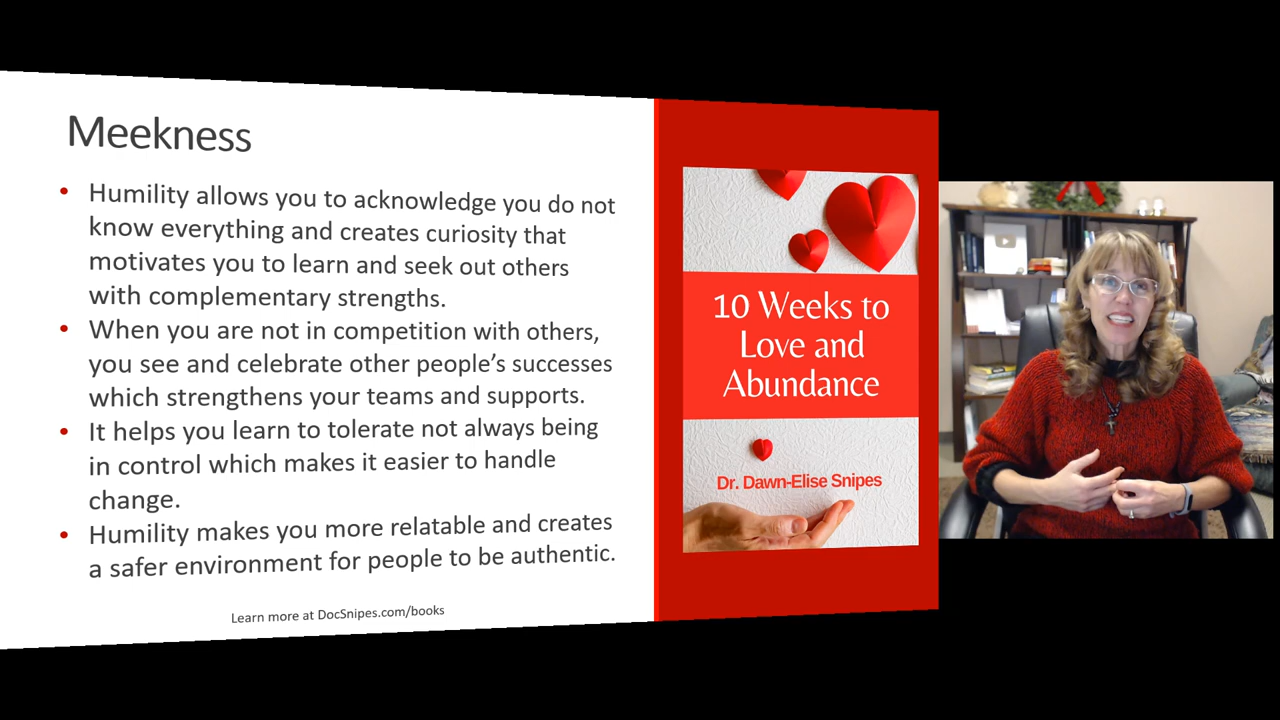 Meekness
• Humility allows you to acknowledge you do not
know everything and creates curiosity that
motivates you to learn and seek out others
with complementary strengths.
• When you are not in competition with others,
you see and celebrate other people’s successes
which strengthens your teams and supports.
• It helps you learn to tolerate not always being
in control which makes it easier to handle
change.
• Humility makes you more relatable and creates
a safer environment for people to be authentic.
Learn more at DocSnipes.com/books
10 Weeks to
Love and
Abundance
Dr. Dawn-Elise Snipes